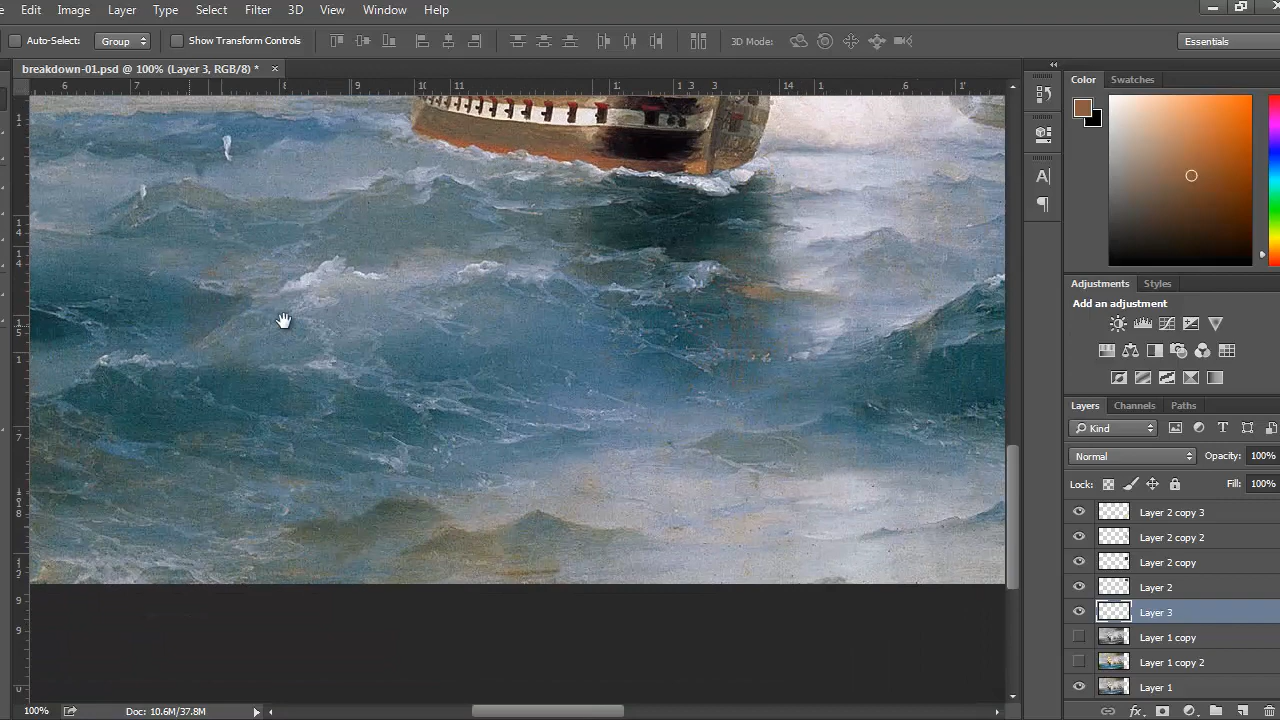 Edit Image Layer Type Select Filter 3D View Window Help
Auto-Select: Group Show Transform Controls 3D Mode: Essentials
breakdown-01.psd @ 100% (Layer 3, RGB/8) * ×
Color Swatches
Adjustments Styles
Add an adjustment
Layers Channels Paths
Kind
Normal Opacity: 100%
Lock: Fill: 100%
Layer 2 copy 3
Layer 2 copy 2
Layer 2 copy
Layer 2
Layer 3
Layer 1 copy
Layer 1 copy 2
Layer 1
100% Doc: 10.6M/37.8M